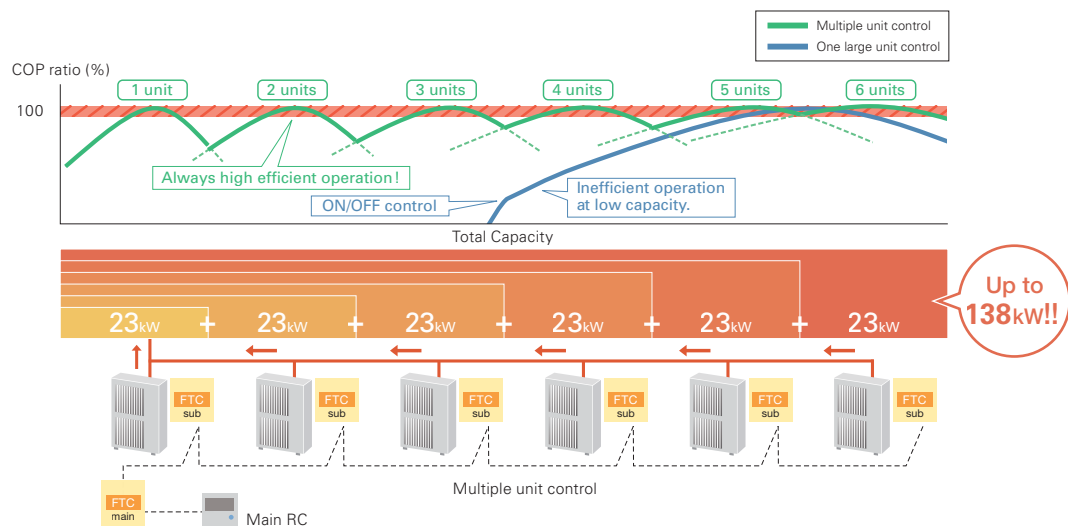 Multiple unit control
One large unit control
COP ratio (%)
100
1 unit
2 units
3 units
4 units
5 units
6 units
Always high efficient operation!
ON/OFF control
Inefficient operation
at low capacity.
Total Capacity
23kW + 23kW + 23kW + 23kW + 23kW + 23kW
Up to
138kW!!
FTC
sub
FTC
sub
FTC
sub
FTC
sub
FTC
sub
FTC
sub
Multiple unit control
FTC
main
Main RC